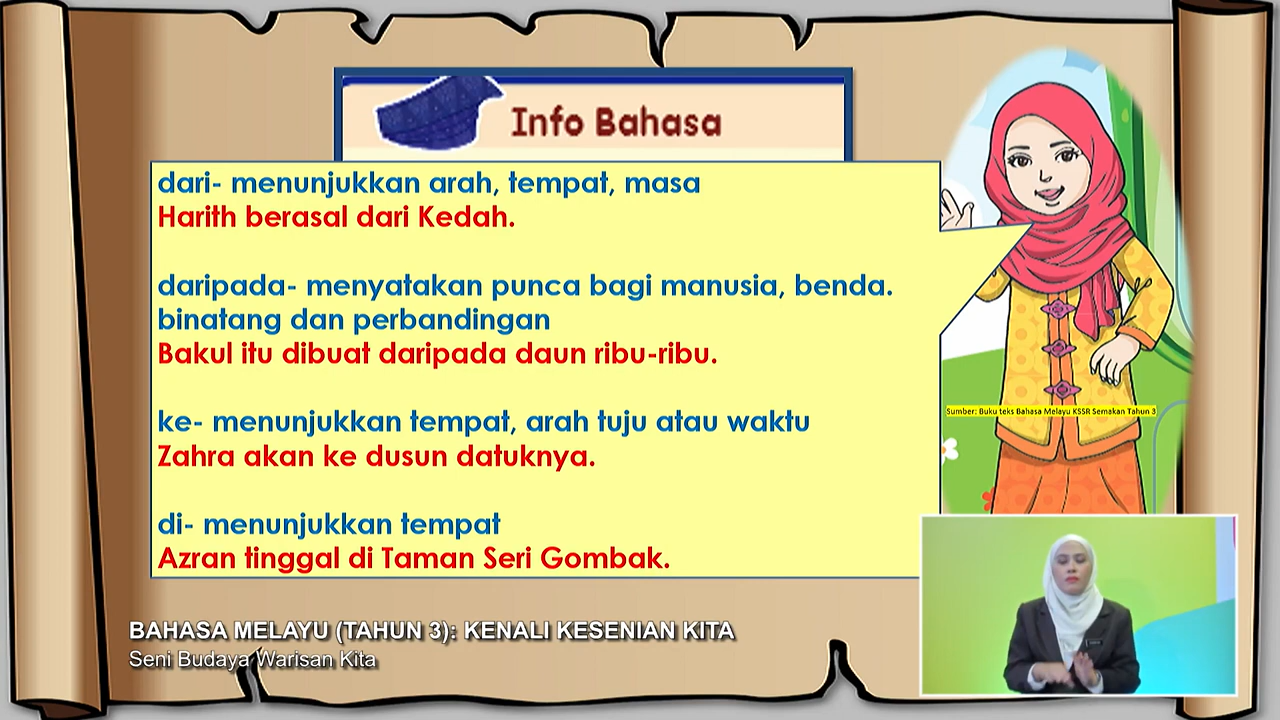 Info Bahasa
dari- menunjukkan arah, tempat, masa
Harith berasal dari Kedah.
daripada- menyatakan punca bagi manusia, benda.
binatang dan perbandingan
Bakul itu dibuat daripada daun ribu-ribu.
ke- menunjukkan tempat, arah tuju atau waktu
Zahra akan ke dusun datuknya.
di- menunjukkan tempat
Azran tinggal di Taman Seri Gombak.
Sumber: Buku teks Bahasa Melayu KSSR Semakan Tahun 3
BAHASA MELAYU (TAHUN 3): KENALI KESENIAN KITA
Seni Budaya Warisan Kita